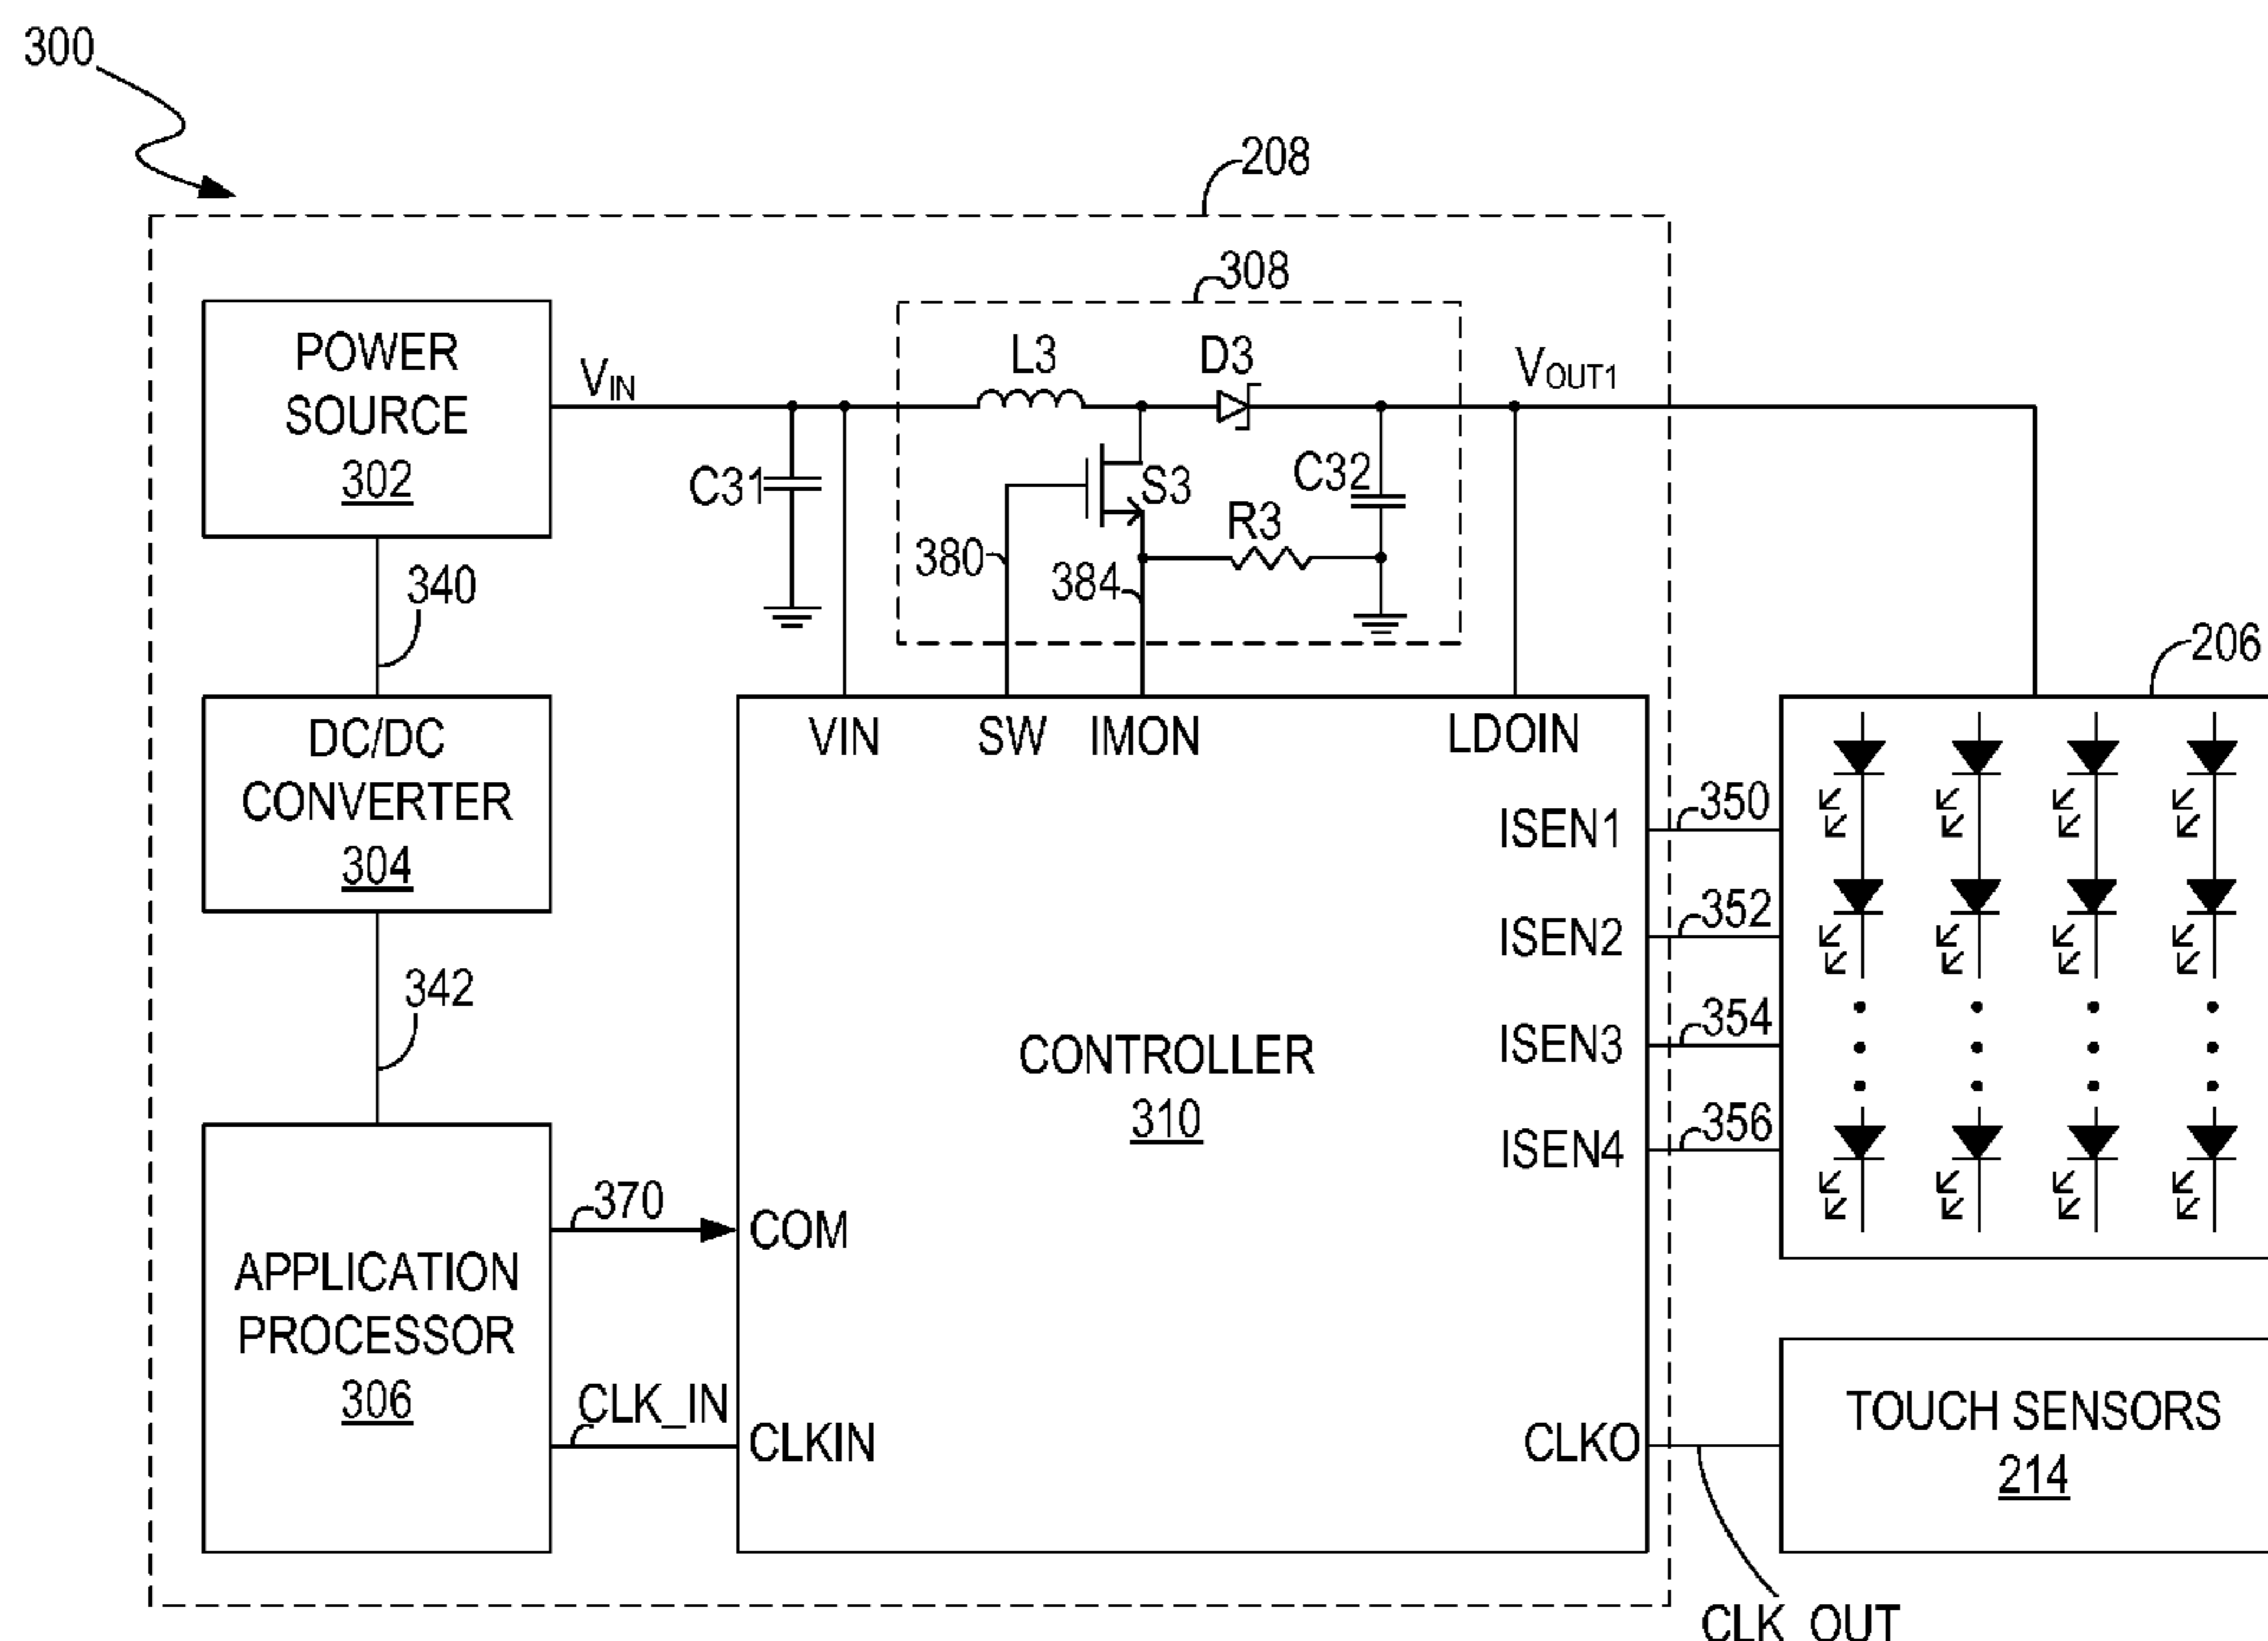 300
208
308
POWER
SOURCE
302
VIN
L3
D3
VOUT1
C31
S3
C32
R3
380
384
340
206
DC/DC
CONVERTER
304
VIN
SW
IMON
LDOIN
ISEN1
350
ISEN2
352
342
ISEN3
354
CONTROLLER
310
ISEN4
356
370
COM
APPLICATION
PROCESSOR
306
CLK_IN
CLKIN
CLKO
TOUCH SENSORS
214
CLK OUT